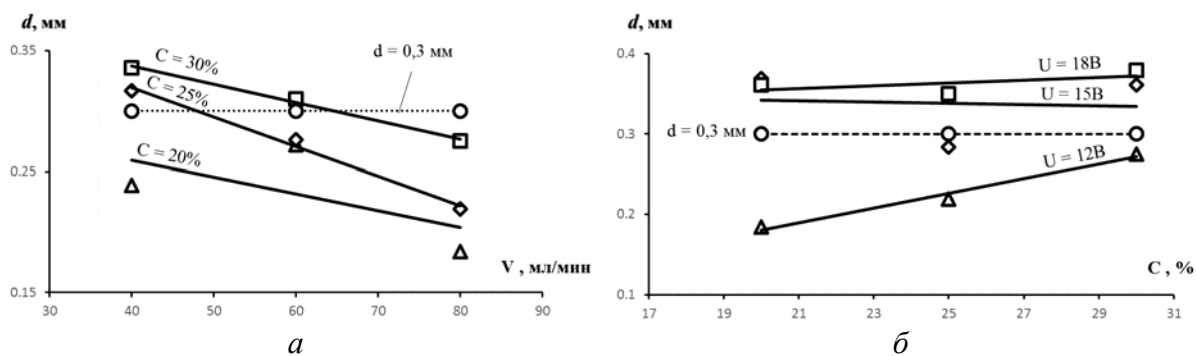 d, мм
0.35
0.25
0.15
30
40
50
60
70
80
90
C = 30%
C = 25%
C = 20%
d = 0,3 мм
V , мл/мин
а
d, мм
0.4
0.3
0.2
0.1
17
19
21
23
25
27
29
31
U = 18В
U = 15В
d = 0,3 мм
U = 12В
C , %
б